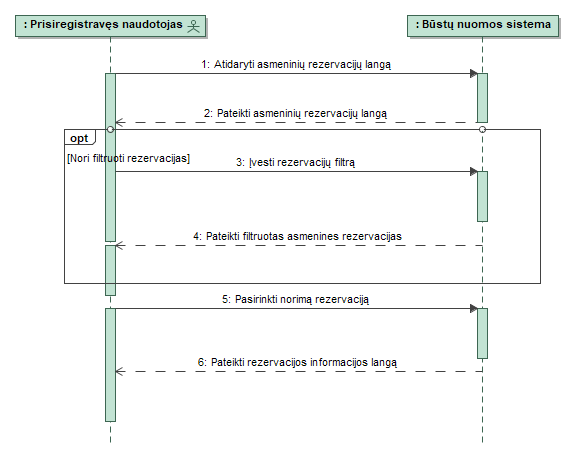 : Prisiregistravęs naudotojas
: Būstų nuomos sistema
1: Atidaryti asmeninių rezervacijų langą
2: Pateikti asmeninių rezervacijų langą
opt
[Nori filtruoti rezervacijas]
3: Įvesti rezervacijų filtrą
4: Pateikti filtruotas asmenines rezervacijas
5: Pasirinkti norimą rezervaciją
6: Pateikti rezervacijos informacijos langą